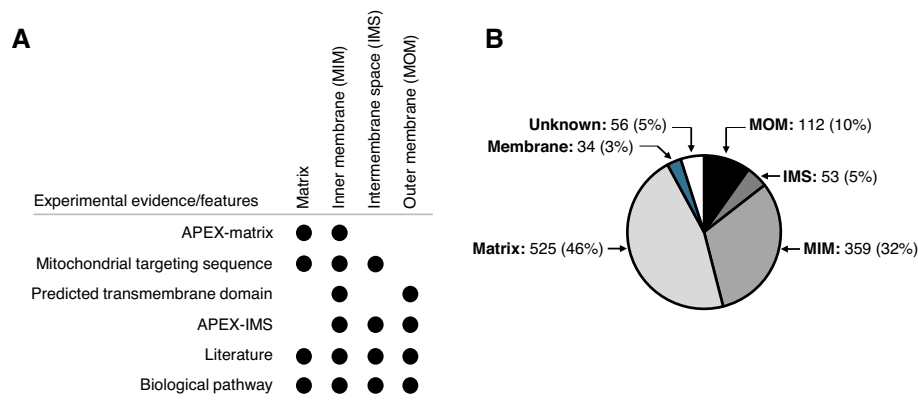 A
Experimental evidence/features
Matrix
Inner membrane (MIM)
Intermembrane space (IMS)
Outer membrane (MOM)
APEX-matrix
Mitochondrial targeting sequence
Predicted transmembrane domain
APEX-IMS
Literature
Biological pathway
B
Unknown: 56 (5%)
MOM: 112 (10%)
Membrane: 34 (3%)
IMS: 53 (5%)
Matrix: 525 (46%)
MIM: 359 (32%)